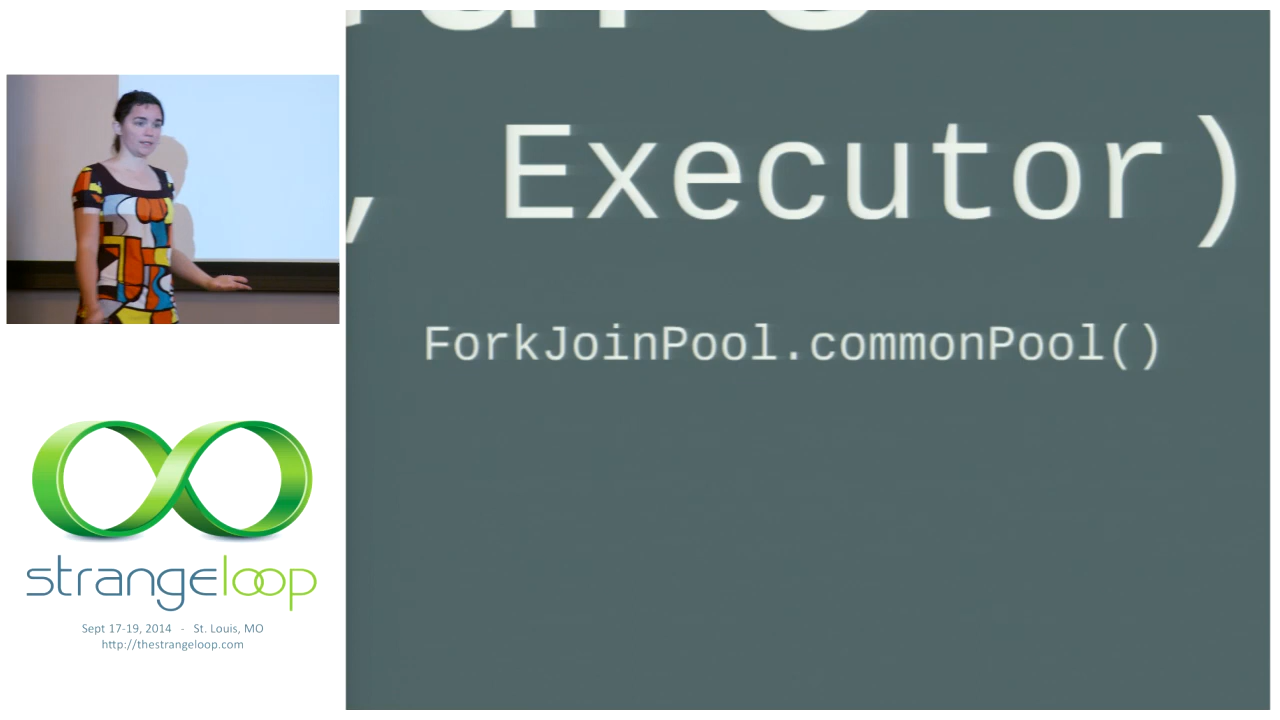 , Executor)
ForkJoinPool.commonPool()
strangeloop
Sept 17-19, 2014 - St. Louis, MO
http://thestrangeloop.com